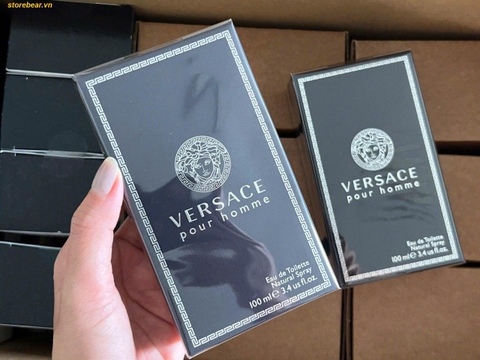 storebear.vn
VERSACE
pour homme
Eau de Toilette
Natural Spray
100 ml e 3.4 us fl.oz.
VERSACE
pour homme
Eau de Toilette
Natural Spray
100 ml e 3.4 us fl.oz.